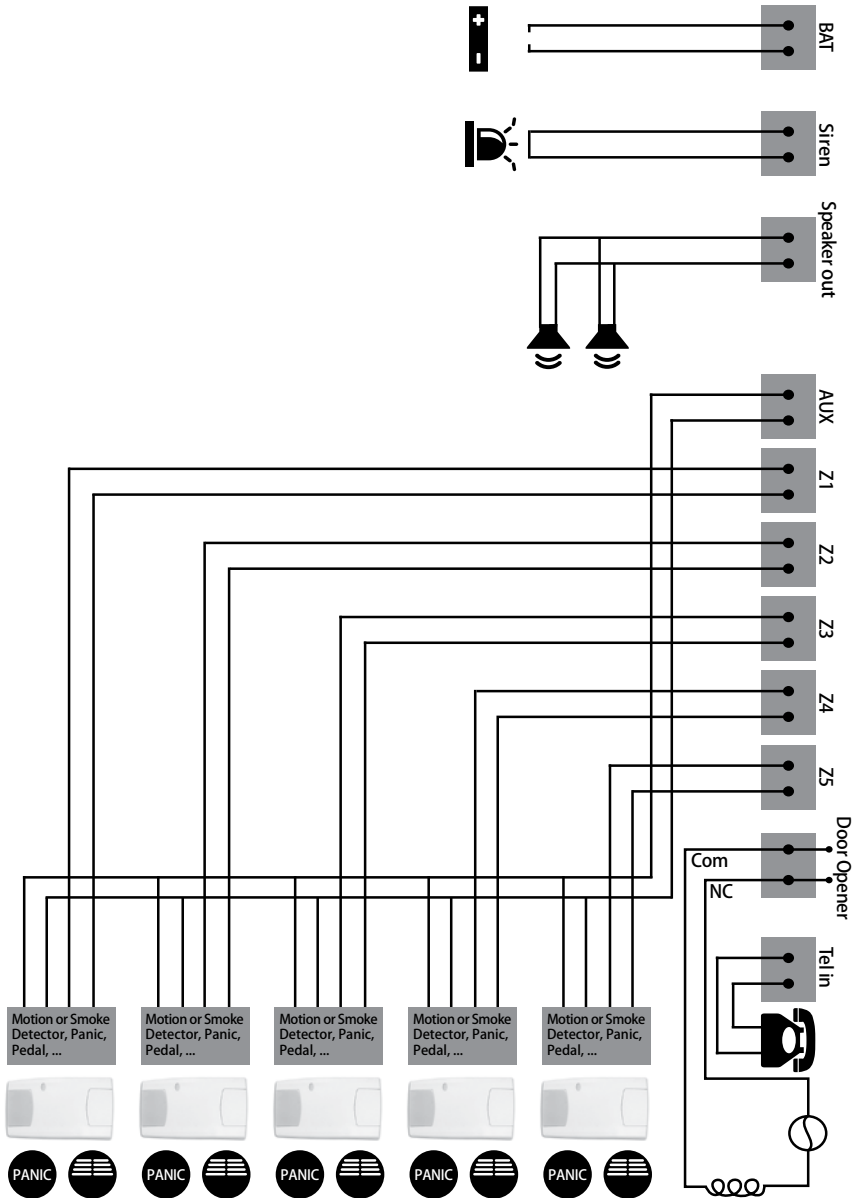 BAT
Siren
Speaker out
AUX
Z1
Z2
Z3
Z4
Z5
Door Opener
Com
NC
Tel in
Motion or Smoke
Detector, Panic,
Pedal, ...
Motion or Smoke
Detector, Panic,
Pedal, ...
Motion or Smoke
Detector, Panic,
Pedal, ...
Motion or Smoke
Detector, Panic,
Pedal, ...
Motion or Smoke
Detector, Panic,
Pedal, ...
PANIC
PANIC
PANIC
PANIC
PANIC